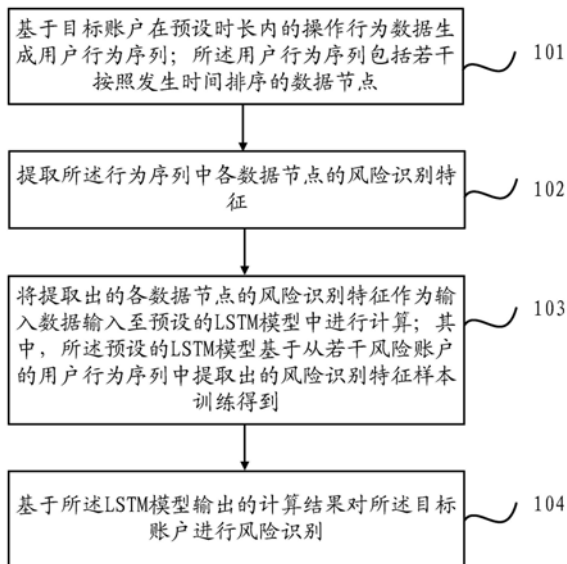 基于目标账户在预设时长内的操作行为数据生
成用户行为序列；所述用户行为序列包括若干
按照发生时间排序的数据节点
101
提取所述行为序列中各数据节点的风险识别特
征
102
将提取出的各数据节点的风险识别特征作为输
入数据输入至预设的LSTM模型中进行计算；其
中，所述预设的LSTM模型基于从若干风险账户
的用户行为序列中提取出的风险识别特征样本
训练得到
103
基于所述LSTM模型输出的计算结果对所述目标
账户进行风险识别
104